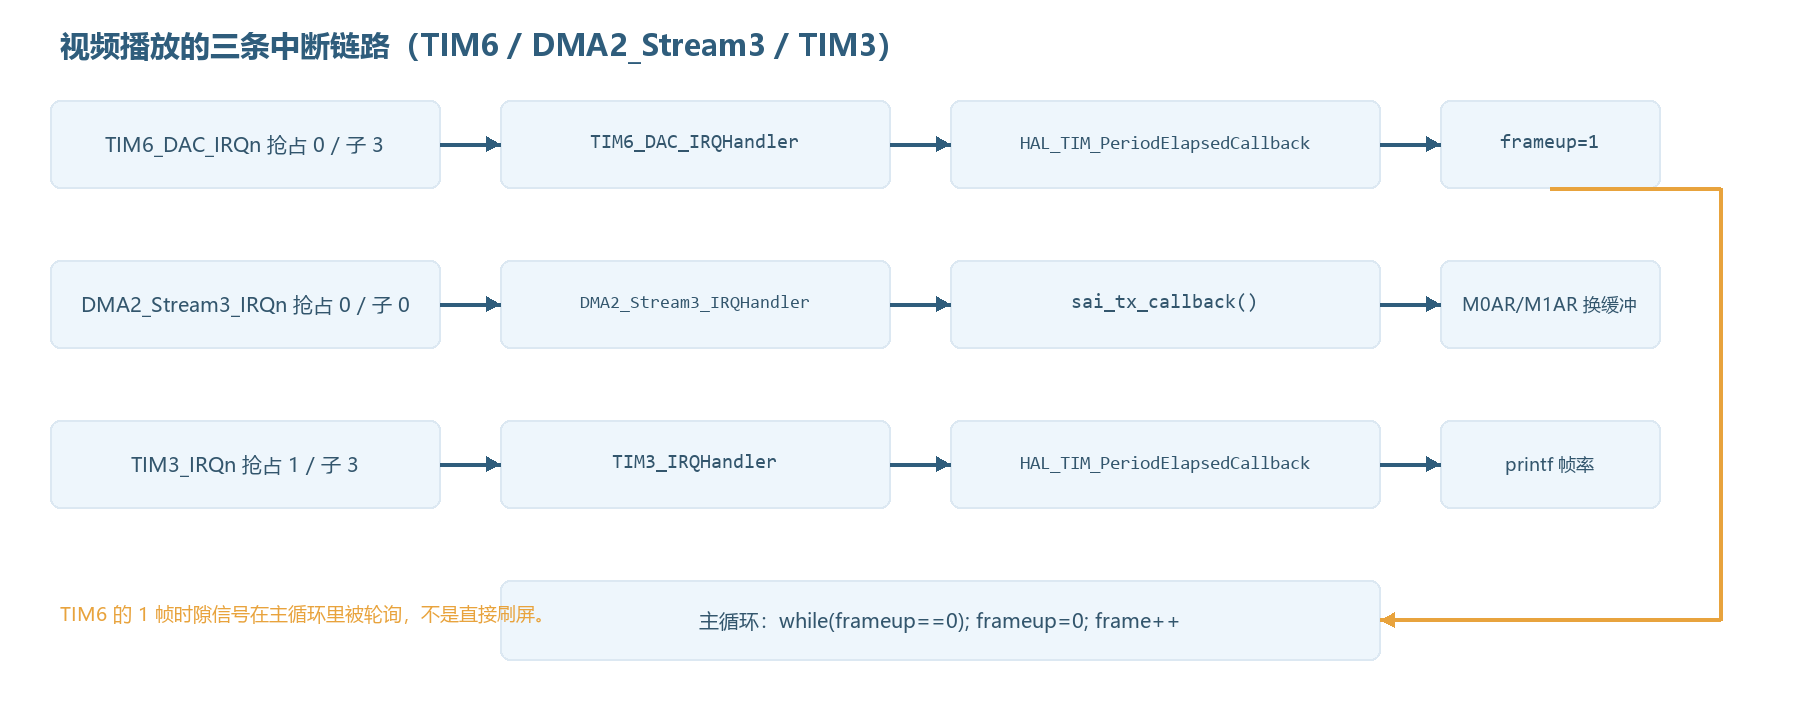 视频播放的三条中断链路（TIM6 / DMA2_Stream3 / TIM3）
TIM6_DAC_IRQn 抢占 0 / 子 3
TIM6_DAC_IRQHandler
HAL_TIM_PeriodElapsedCallback
frameup=1
DMA2_Stream3_IRQn 抢占 0 / 子 0
DMA2_Stream3_IRQHandler
sai_tx_callback()
M0AR/M1AR 换缓冲
TIM3_IRQn 抢占 1 / 子 3
TIM3_IRQHandler
HAL_TIM_PeriodElapsedCallback
printf 帧率
TIM6 的 1 帧时隙信号在主循环里被轮询，不是直接刷屏。
主循环：while(frameup==0); frameup=0; frame++